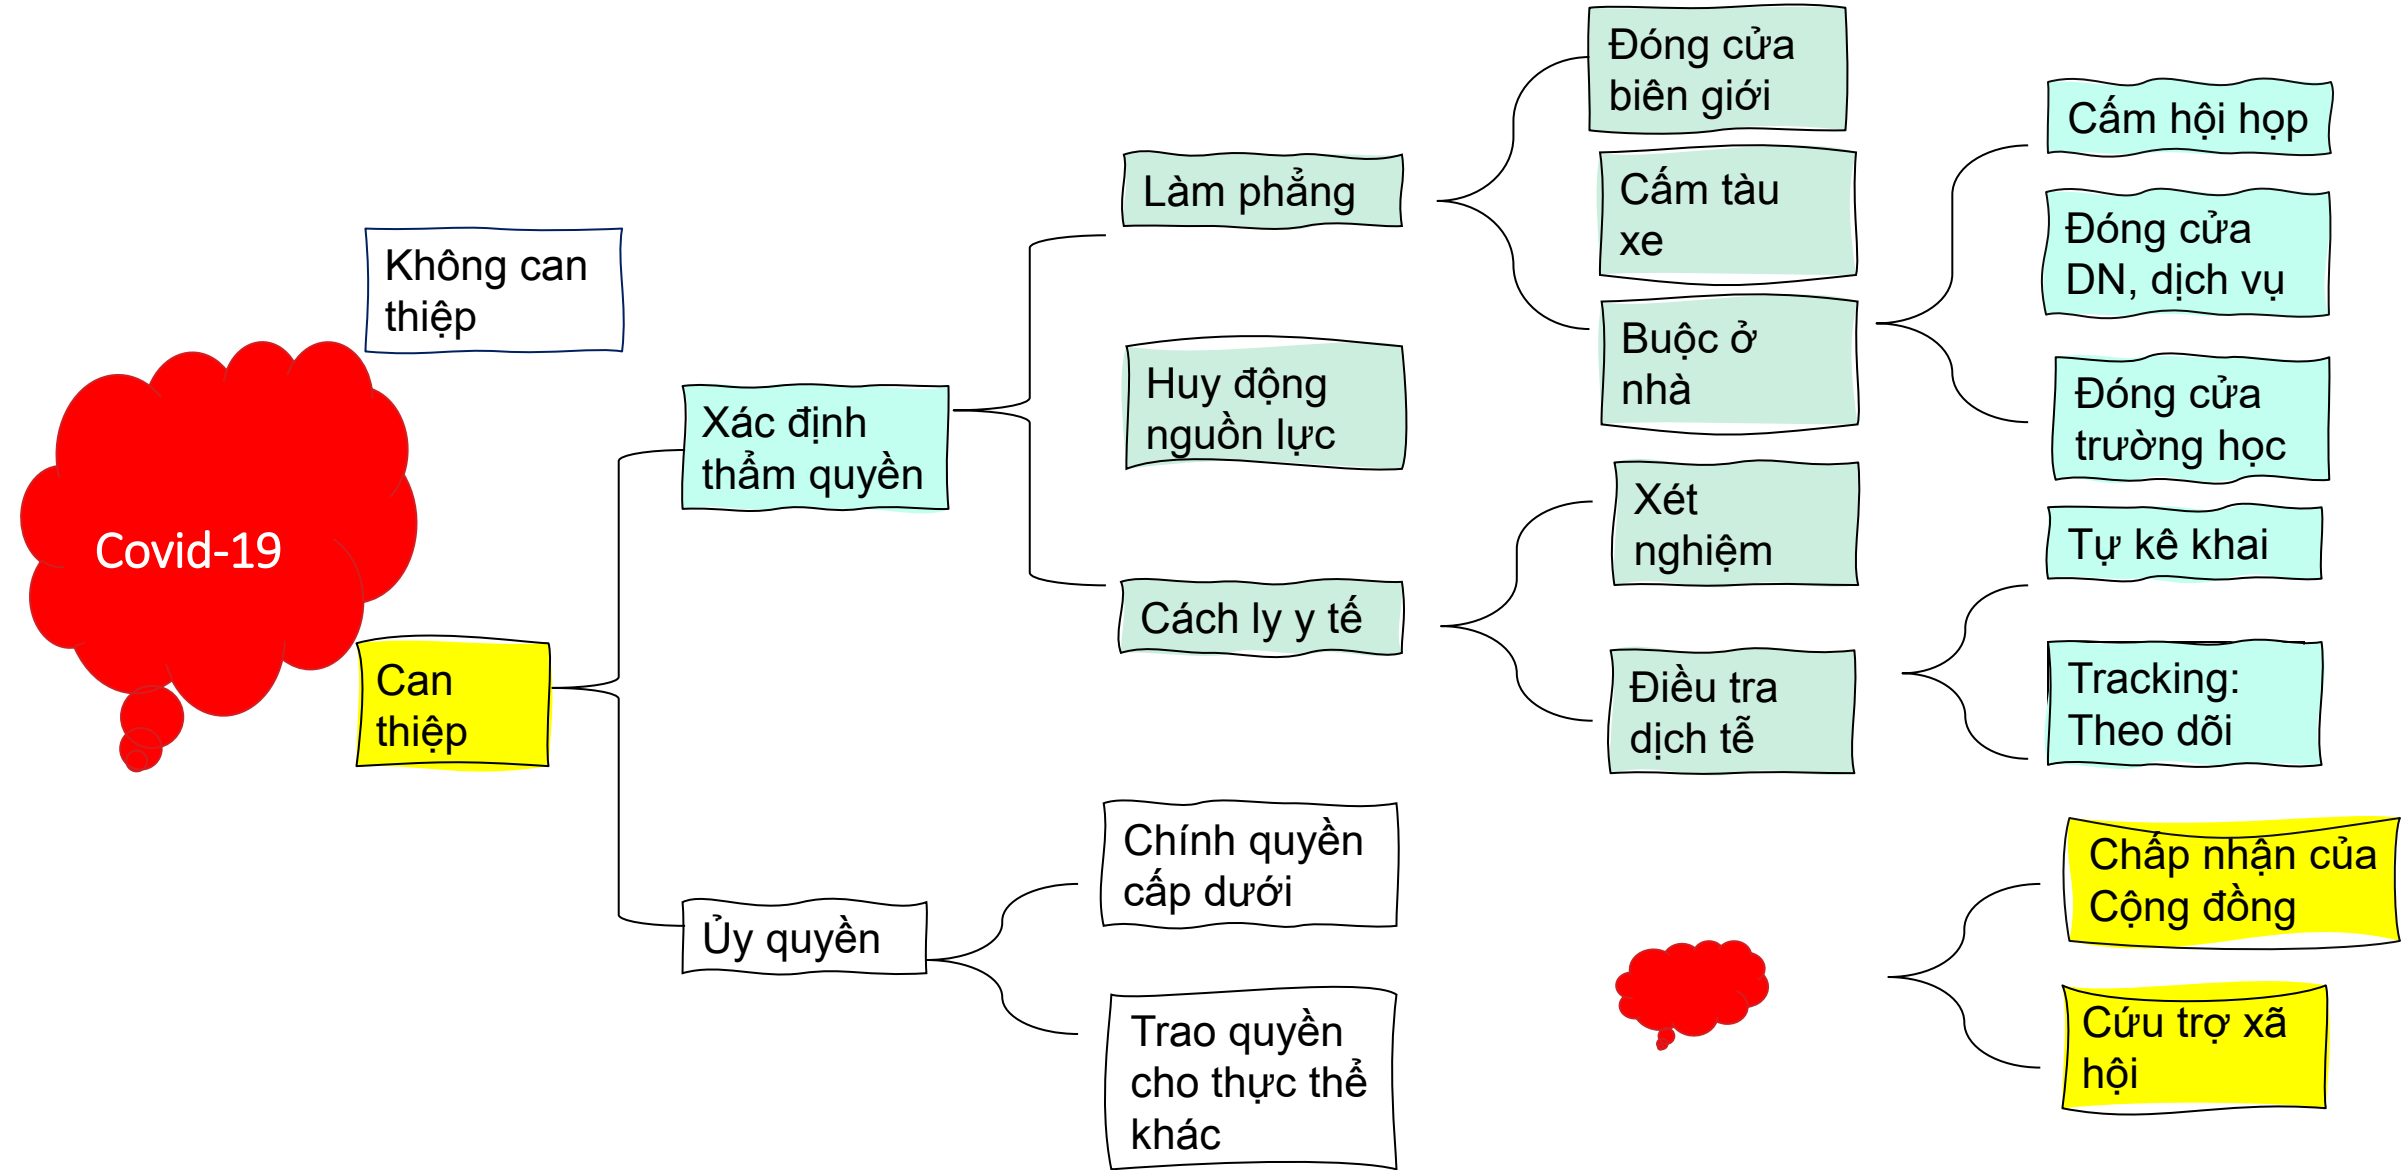 Covid-19
Không can
thiệp
Can
thiệp
Xác định
thẩm quyền
Ủy quyền
Làm phẳng
Huy động
nguồn lực
Cách ly y tế
Chính quyền
cấp dưới
Trao quyền
cho thực thể
khác
Đóng cửa
biên giới
Cấm tàu
xe
Buộc ở
nhà
Xét
nghiệm
Điều tra
dịch tễ
Cấm hội họp
Đóng cửa
DN, dịch vụ
Đóng cửa
trường học
Tự kê khai
Tracking:
Theo dõi
Chấp nhận của
Cộng đồng
Cứu trợ xã
hội